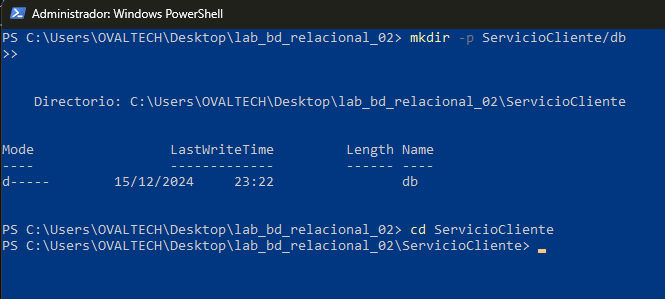 Administrador: Windows PowerShell
PS C:\Users\OVALTECH\Desktop\lab_bd_relacional_02> mkdir -p ServicioCliente/db
>>
Directorio: C:\Users\OVALTECH\Desktop\lab_bd_relacional_02\ServicioCliente
Mode                 LastWriteTime         Length Name
----                 -------------         ------ ----
d-----        15/12/2024     23:22                db
PS C:\Users\OVALTECH\Desktop\lab_bd_relacional_02> cd ServicioCliente
PS C:\Users\OVALTECH\Desktop\lab_bd_relacional_02\ServicioCliente>